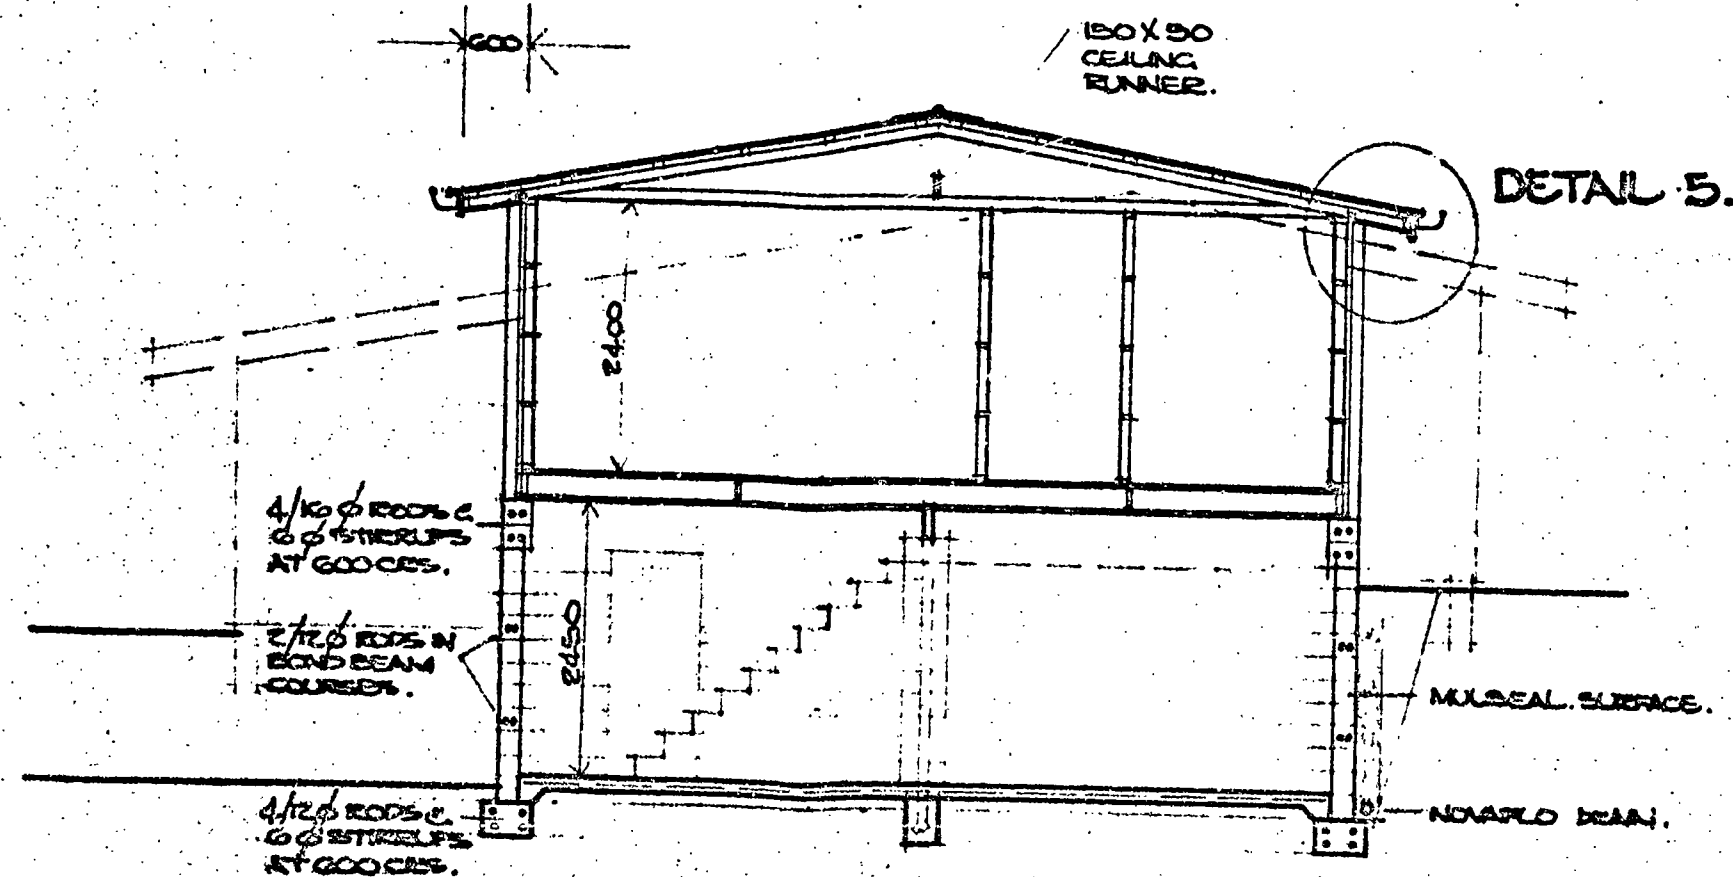 600
150 X 50
CEILING
RUNNER.
DETAIL 5.
2400
4/16 Ø RODS @
6 Ø STIRRUPS
AT 600 CRS.
2/12 Ø RODS IN
BOND BEAM
COURSES.
2450
MULSEAL. SURFACE.
4/12 Ø RODS @
6 Ø STIRRUPS
AT 600 CRS.
NOVAFLO DRAIN.